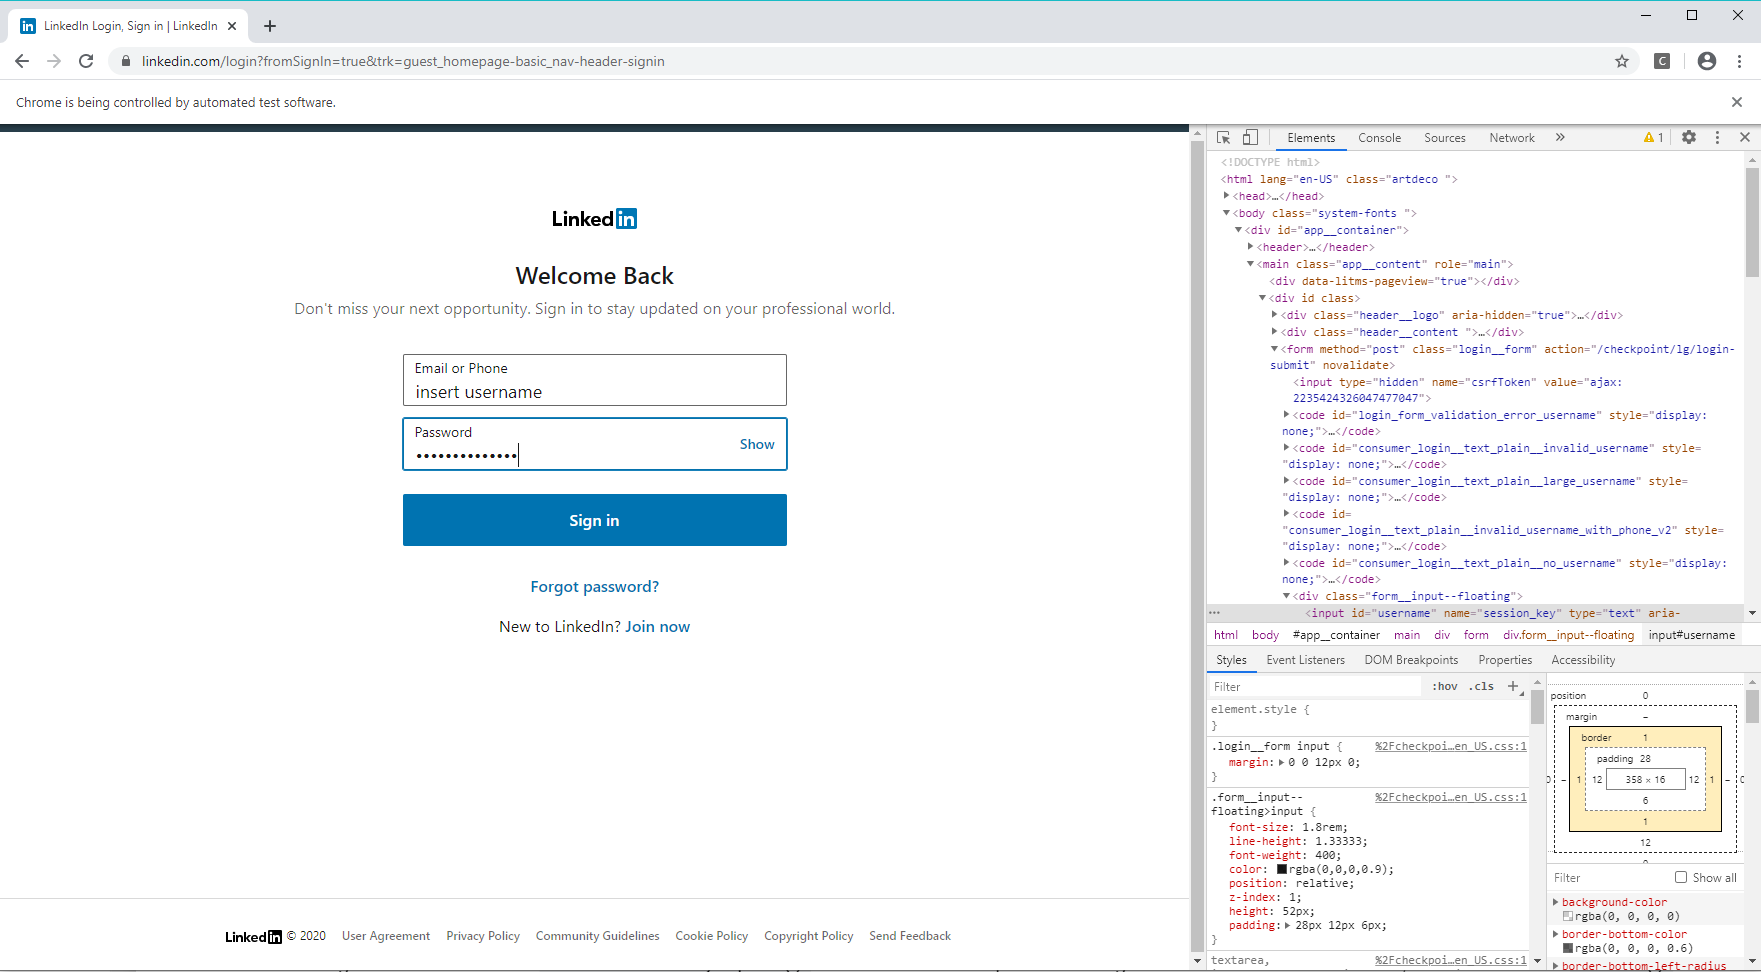 LinkedIn Login, Sign in | LinkedIn
linkedin.com/login?fromSignIn=true&trk=guest_homepage-basic_nav-header-signin
Chrome is being controlled by automated test software.
LinkedIn
Welcome Back
Don't miss your next opportunity. Sign in to stay updated on your professional world.
Email or Phone
insert username
Password
••••••••••••••
Show
Sign in
Forgot password?
New to LinkedIn? Join now
LinkedIn © 2020 User Agreement Privacy Policy Community Guidelines Cookie Policy Copyright Policy Send Feedback
Elements Console Sources Network » 1
<!DOCTYPE html>
<html lang="en-US" class="artdeco ">
<head>…</head>
<body class="system-fonts ">
<div id="app__container">
<header>…</header>
<main class="app__content" role="main">
<div data-litms-pageview="true"></div>
<div id class>
<div class="header__logo" aria-hidden="true">…</div>
<div class="header__content ">…</div>
<form method="post" class="login__form" action="/checkpoint/lg/login-
submit" novalidate>
<input type="hidden" name="csrfToken" value="ajax:
2235424326047477047">
<code id="login_form_validation_error_username" style="display:
none;">…</code>
<code id="consumer_login__text_plain__invalid_username" style=
"display: none;">…</code>
<code id="consumer_login__text_plain__large_username" style=
"display: none;">…</code>
<code id=
"consumer_login__text_plain__invalid_username_with_phone_v2" style=
"display: none;">…</code>
<code id="consumer_login__text_plain__no_username" style="display:
none;">…</code>
<div class="form__input--floating">
<input id="username" name="session_key" type="text" aria-
html body #app__container main div form div.form__input--floating input#username
Styles Event Listeners DOM Breakpoints Properties Accessibility
Filter :hov .cls +
element.style {
}
.login__form input { %2Fcheckpoi…en_US.css:1
margin: 0 0 12px 0;
}
.form__input-- %2Fcheckpoi…en_US.css:1
floating>input {
font-size: 1.8rem;
line-height: 1.33333;
font-weight: 400;
color: rgba(0,0,0,0.9);
position: relative;
z-index: 1;
height: 52px;
padding: 28px 12px 6px;
}
textarea, %2Fcheckpoi…en_US.css:1
position 0
margin –
border 1
padding 28
0 – 1 12 358 × 16 12 1 – 0
6
1
12
Filter Show all
background-color
rgba(0, 0, 0, 0)
border-bottom-color
rgba(0, 0, 0, 0.6)
border-bottom-left-radius